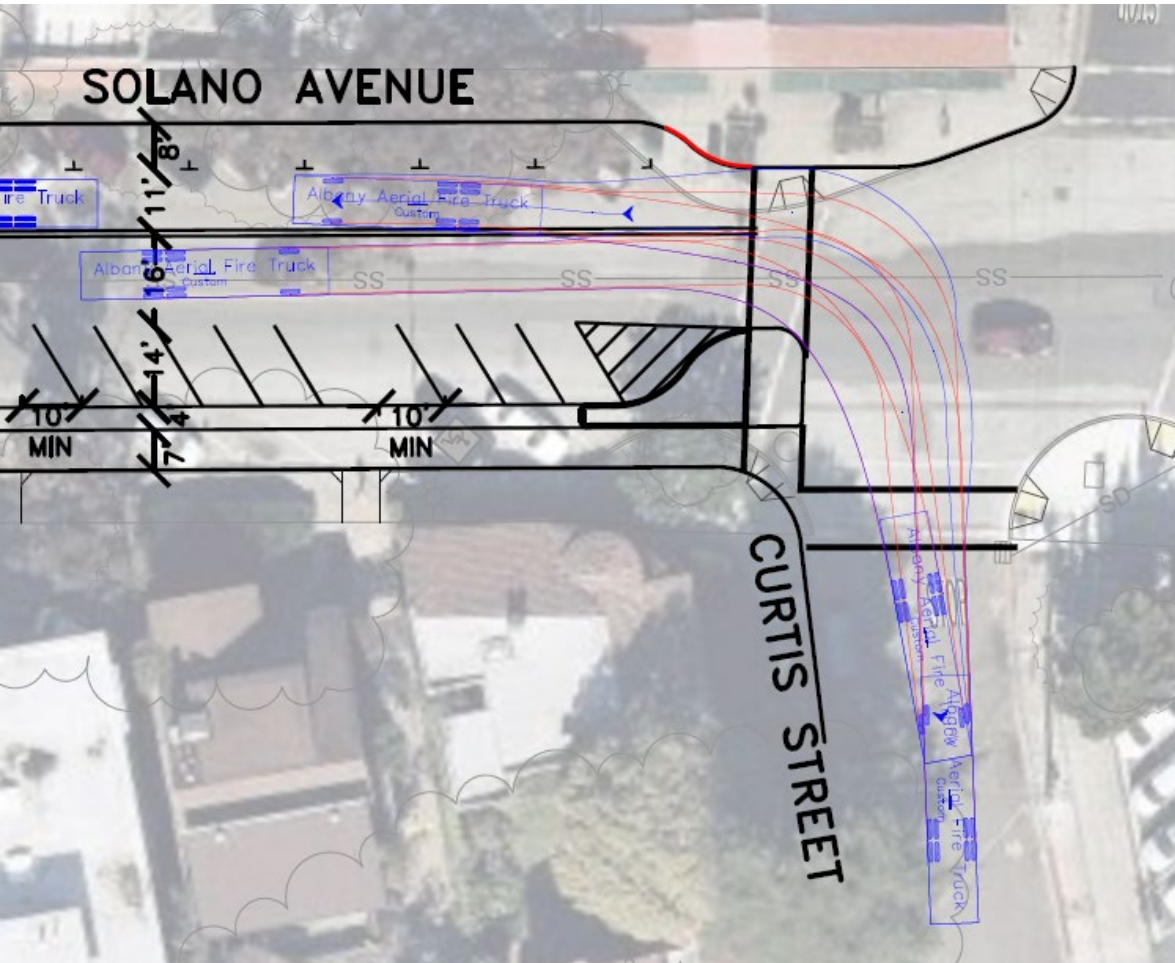 SOLANO AVENUE
8'
11'
ire Truck
Albany Aerial Fire Truck
Custom
16'
Albany Aerial Fire Truck
Custom
SS
SS
SS
SS
14'
10'
MIN
4'
10'
MIN
7'
SD
CURTIS STREET
Albany Aerial Fire
Custom
Albany Aerial Fire Truck
Custom